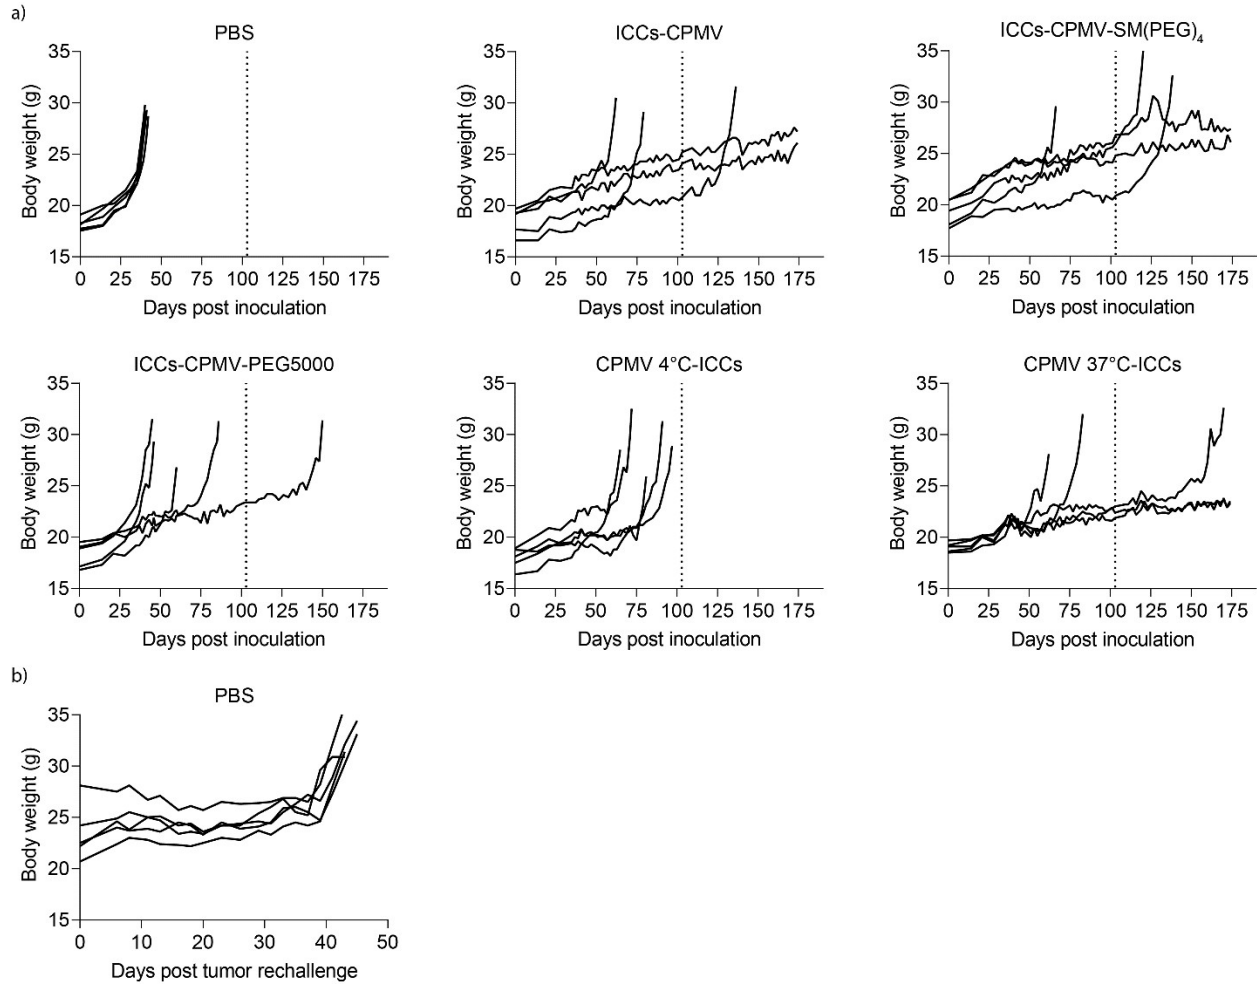 a)
PBS
35
30
25
20
15
Body weight (g)
0 25 50 75 100 125 150 175
Days post inoculation
ICCs-CPMV
35
30
25
20
15
Body weight (g)
0 25 50 75 100 125 150 175
Days post inoculation
ICCs-CPMV-SM(PEG)4
35
30
25
20
15
Body weight (g)
0 25 50 75 100 125 150 175
Days post inoculation
ICCs-CPMV-PEG5000
35
30
25
20
15
Body weight (g)
0 25 50 75 100 125 150 175
Days post inoculation
CPMV 4°C-ICCs
35
30
25
20
15
Body weight (g)
0 25 50 75 100 125 150 175
Days post inoculation
CPMV 37°C-ICCs
35
30
25
20
15
Body weight (g)
0 25 50 75 100 125 150 175
Days post inoculation
b)
PBS
35
30
25
20
15
Body weight (g)
0 10 20 30 40 50
Days post tumor rechallenge